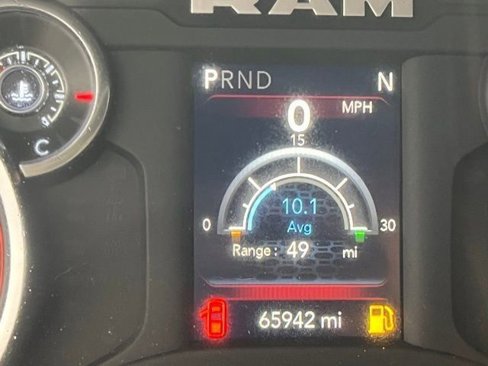 RAM
PRND N
0 MPH
15
10.1
0 Avg 30
Range: 49 mi
C
65942 mi